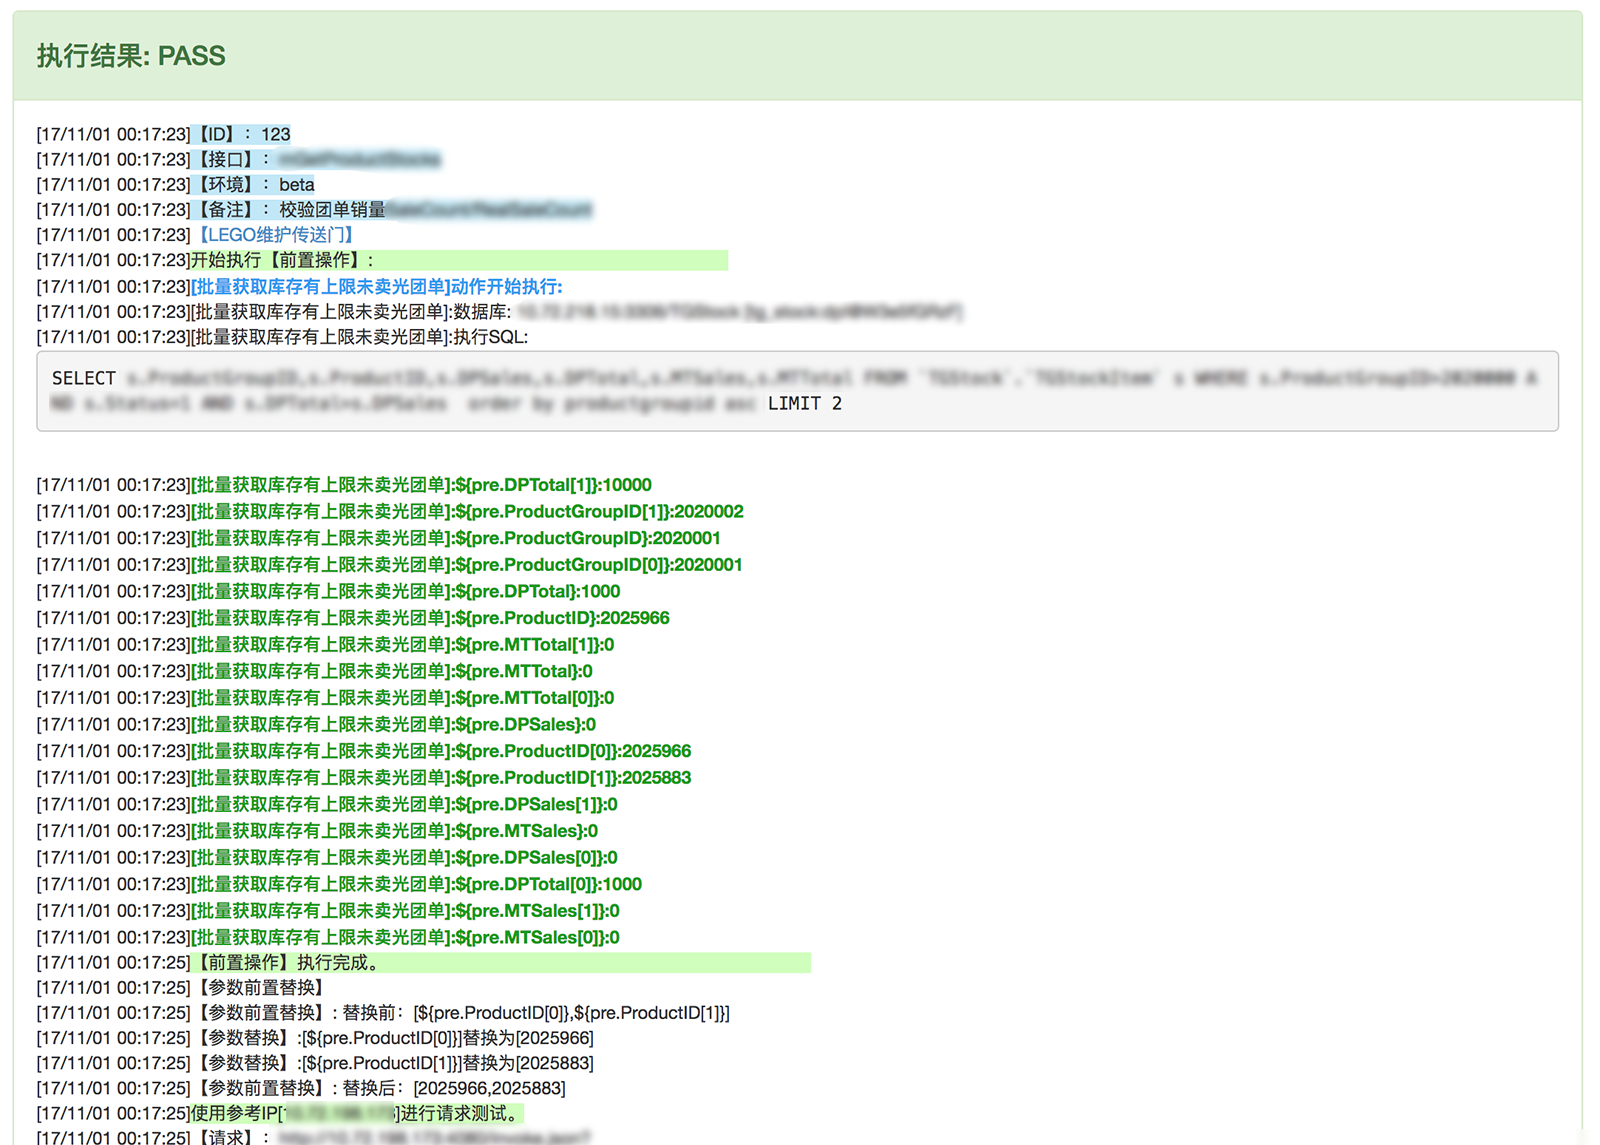 执行结果: PASS
[17/11/01 00:17:23]【ID】： 123
[17/11/01 00:17:23]【接口】：
[17/11/01 00:17:23]【环境】： beta
[17/11/01 00:17:23]【备注】： 校验团单销量
[17/11/01 00:17:23]【LEGO维护传送门】
[17/11/01 00:17:23]开始执行【前置操作】:
[17/11/01 00:17:23][批量获取库存有上限未卖光团单]动作开始执行:
[17/11/01 00:17:23][批量获取库存有上限未卖光团单]:数据库:
[17/11/01 00:17:23][批量获取库存有上限未卖光团单]:执行SQL:
SELECT
LIMIT 2
[17/11/01 00:17:23][批量获取库存有上限未卖光团单]:${pre.DPTotal[1]}:10000
[17/11/01 00:17:23][批量获取库存有上限未卖光团单]:${pre.ProductGroupID[1]}:2020002
[17/11/01 00:17:23][批量获取库存有上限未卖光团单]:${pre.ProductGroupID}:2020001
[17/11/01 00:17:23][批量获取库存有上限未卖光团单]:${pre.ProductGroupID[0]}:2020001
[17/11/01 00:17:23][批量获取库存有上限未卖光团单]:${pre.DPTotal}:1000
[17/11/01 00:17:23][批量获取库存有上限未卖光团单]:${pre.ProductID}:2025966
[17/11/01 00:17:23][批量获取库存有上限未卖光团单]:${pre.MTTotal[1]}:0
[17/11/01 00:17:23][批量获取库存有上限未卖光团单]:${pre.MTTotal}:0
[17/11/01 00:17:23][批量获取库存有上限未卖光团单]:${pre.MTTotal[0]}:0
[17/11/01 00:17:23][批量获取库存有上限未卖光团单]:${pre.DPSales}:0
[17/11/01 00:17:23][批量获取库存有上限未卖光团单]:${pre.ProductID[0]}:2025966
[17/11/01 00:17:23][批量获取库存有上限未卖光团单]:${pre.ProductID[1]}:2025883
[17/11/01 00:17:23][批量获取库存有上限未卖光团单]:${pre.DPSales[1]}:0
[17/11/01 00:17:23][批量获取库存有上限未卖光团单]:${pre.MTSales}:0
[17/11/01 00:17:23][批量获取库存有上限未卖光团单]:${pre.DPSales[0]}:0
[17/11/01 00:17:23][批量获取库存有上限未卖光团单]:${pre.DPTotal[0]}:1000
[17/11/01 00:17:23][批量获取库存有上限未卖光团单]:${pre.MTSales[1]}:0
[17/11/01 00:17:23][批量获取库存有上限未卖光团单]:${pre.MTSales[0]}:0
[17/11/01 00:17:25]【前置操作】执行完成。
[17/11/01 00:17:25]【参数前置替换】
[17/11/01 00:17:25]【参数前置替换】: 替换前: [${pre.ProductID[0]},${pre.ProductID[1]}]
[17/11/01 00:17:25]【参数替换】:[${pre.ProductID[0]}]替换为[2025966]
[17/11/01 00:17:25]【参数替换】:[${pre.ProductID[1]}]替换为[2025883]
[17/11/01 00:17:25]【参数前置替换】: 替换后: [2025966,2025883]
[17/11/01 00:17:25]使用参考IP[ ]进行请求测试。
[17/11/01 00:17:25]【请求】：